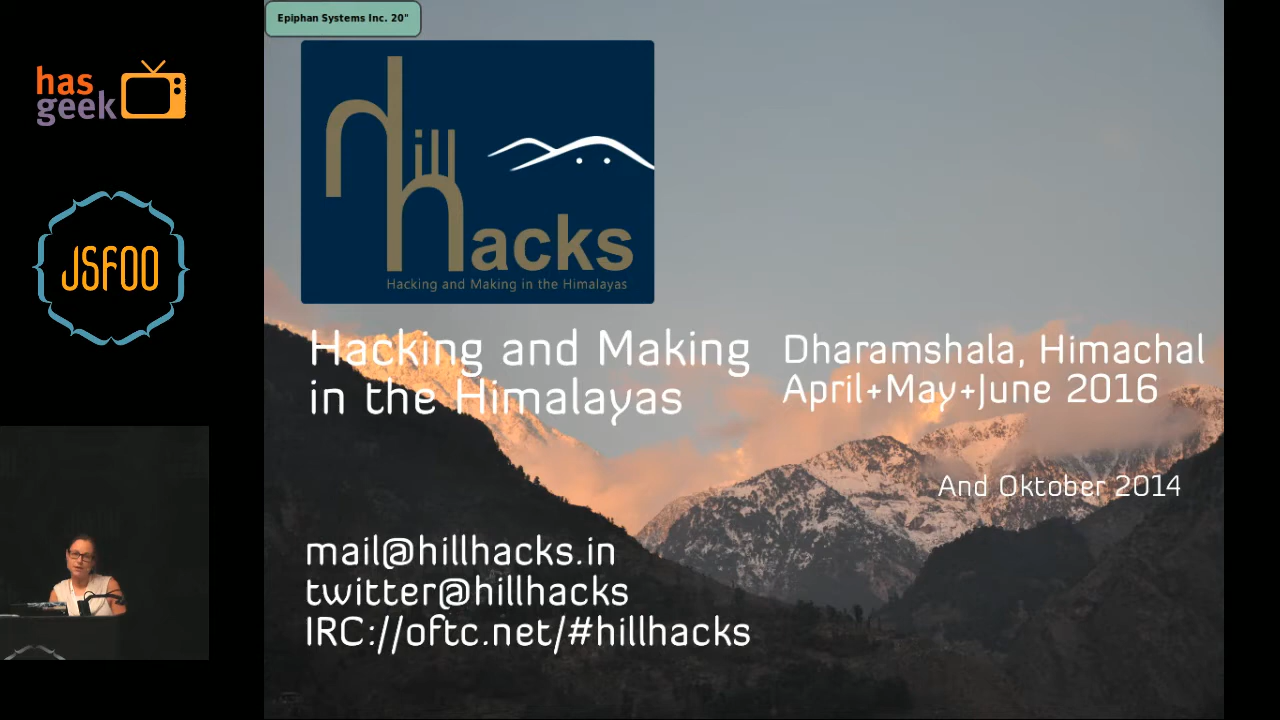 Epiphan Systems Inc. 20"
has
geek
JSFOO
hill
hacks
Hacking and Making in the Himalayas
Hacking and Making
in the Himalayas
Dharamshala, Himachal
April+May+June 2016
And Oktober 2014
mail@hillhacks.in
twitter@hillhacks
IRC://oftc.net/#hillhacks